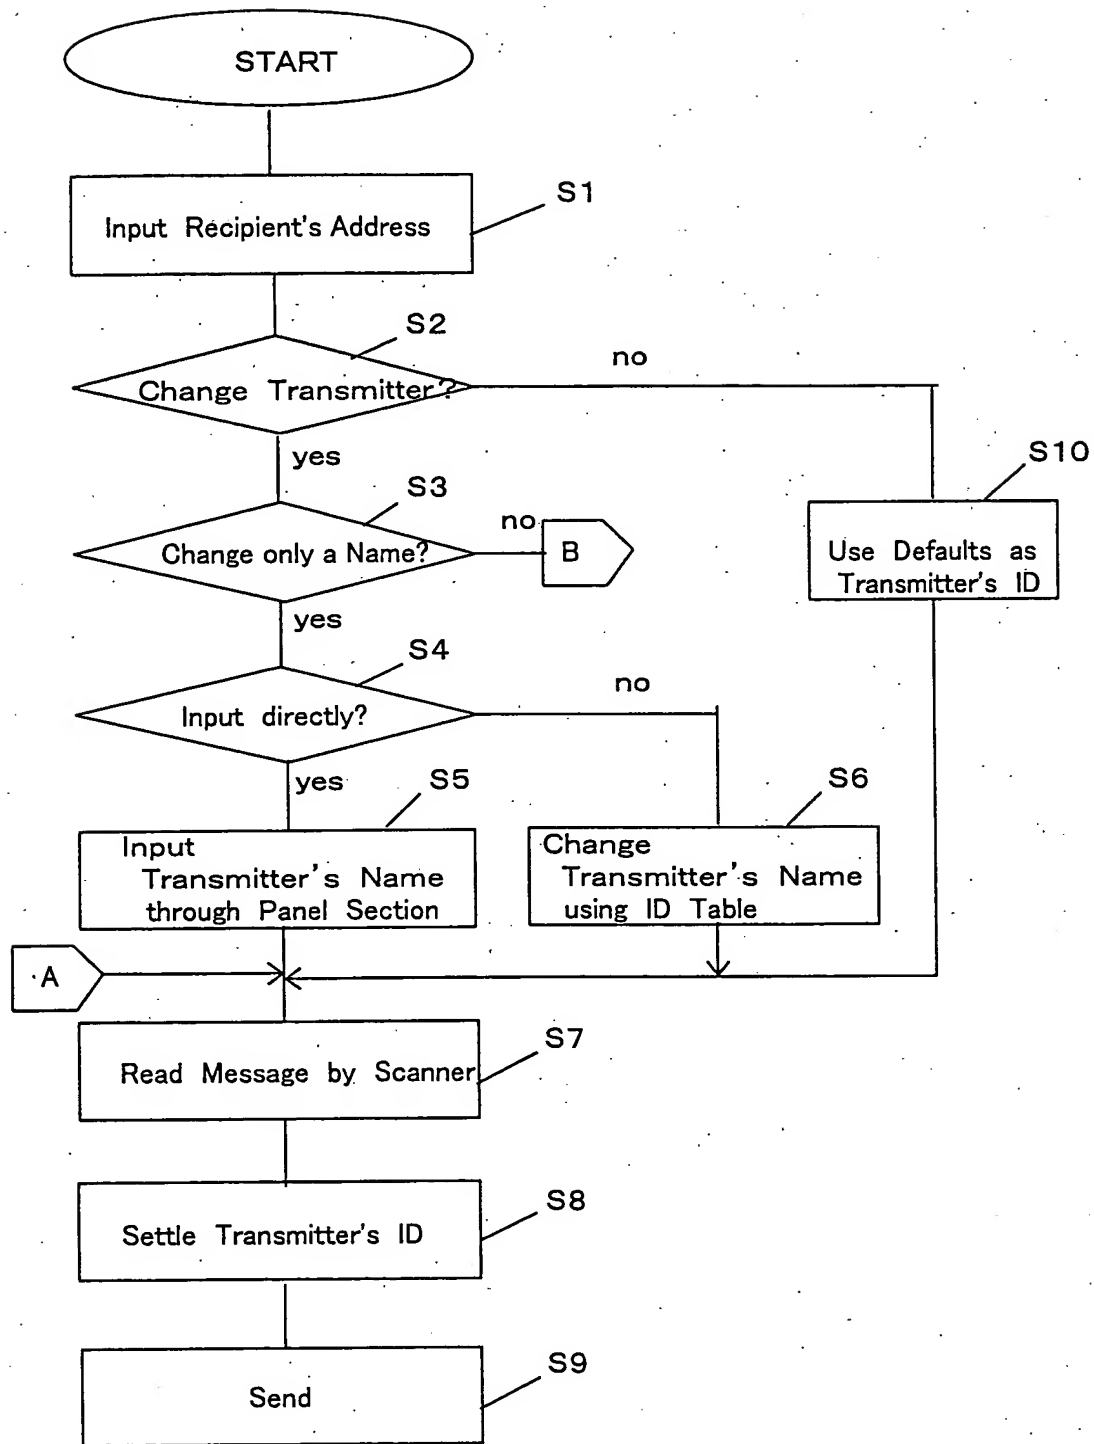 START
S1
Input Recipient's Address
S2
Change Transmitter?
no
yes
S10
S3
Change only a Name?
no
B
Use Defaults as
Transmitter's ID
yes
S4
Input directly?
no
yes
S5
S6
Input
Transmitter's Name
through Panel Section
Change
Transmitter's Name
using ID Table
A
S7
Read Message by Scanner
S8
Settle Transmitter's ID
S9
Send